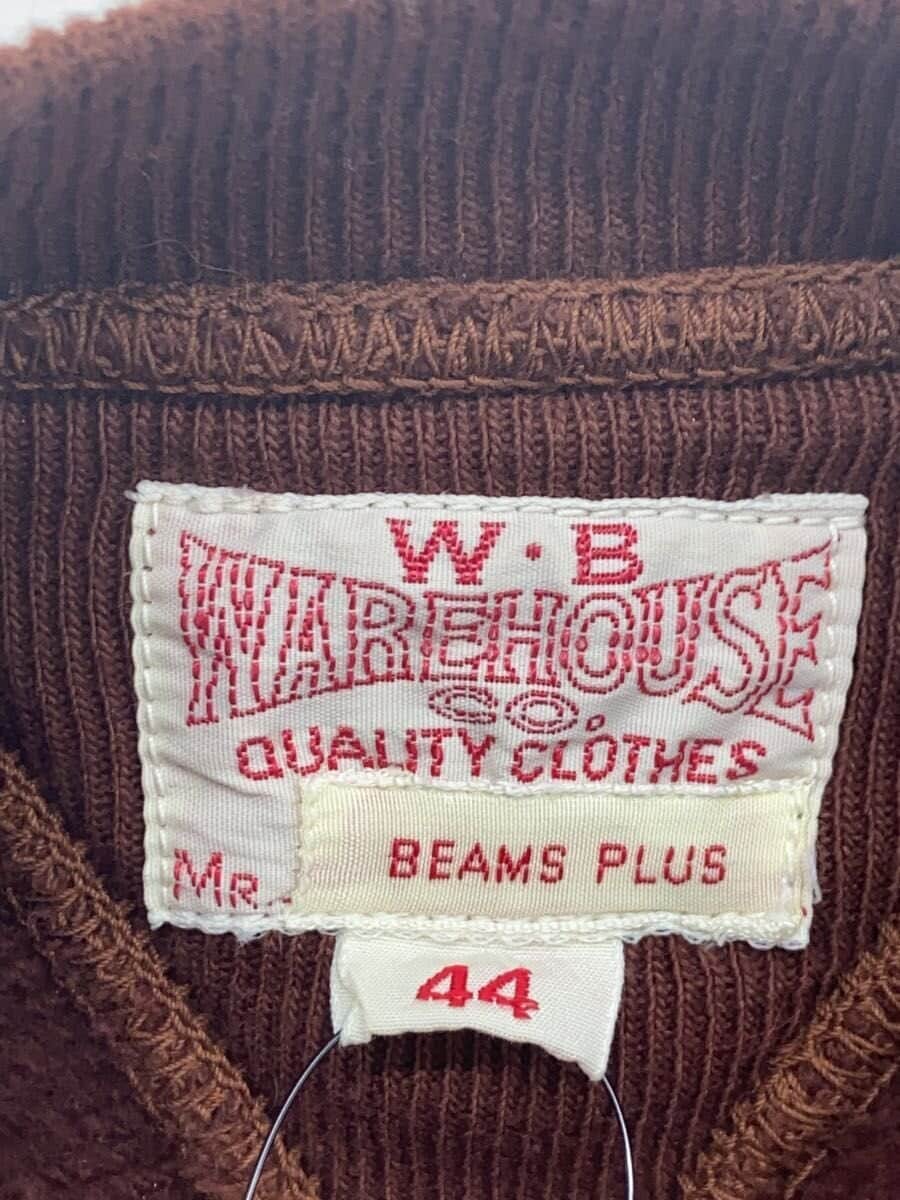 W·B
WAREHOUSE
CO.
QUALITY CLOTHES
MR.
BEAMS PLUS
44